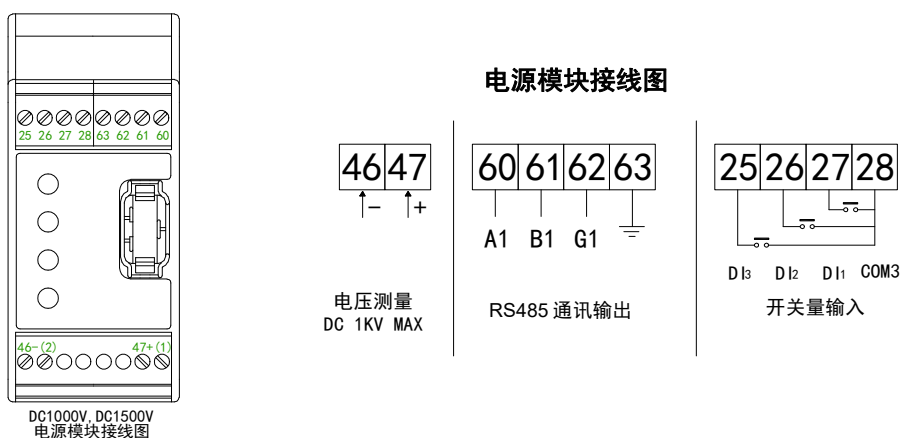 25 26 27 28 63 62 61 60
46-(2) 47+(1)
DC1000V,DC1500V
电源模块接线图
电源模块接线图
46 47
- +
电压测量
DC 1KV MAX
60 61 62 63
A1 B1 G1
RS485 通讯输出
25 26 27 28
DI3 DI2 DI1 COM3
开关量输入